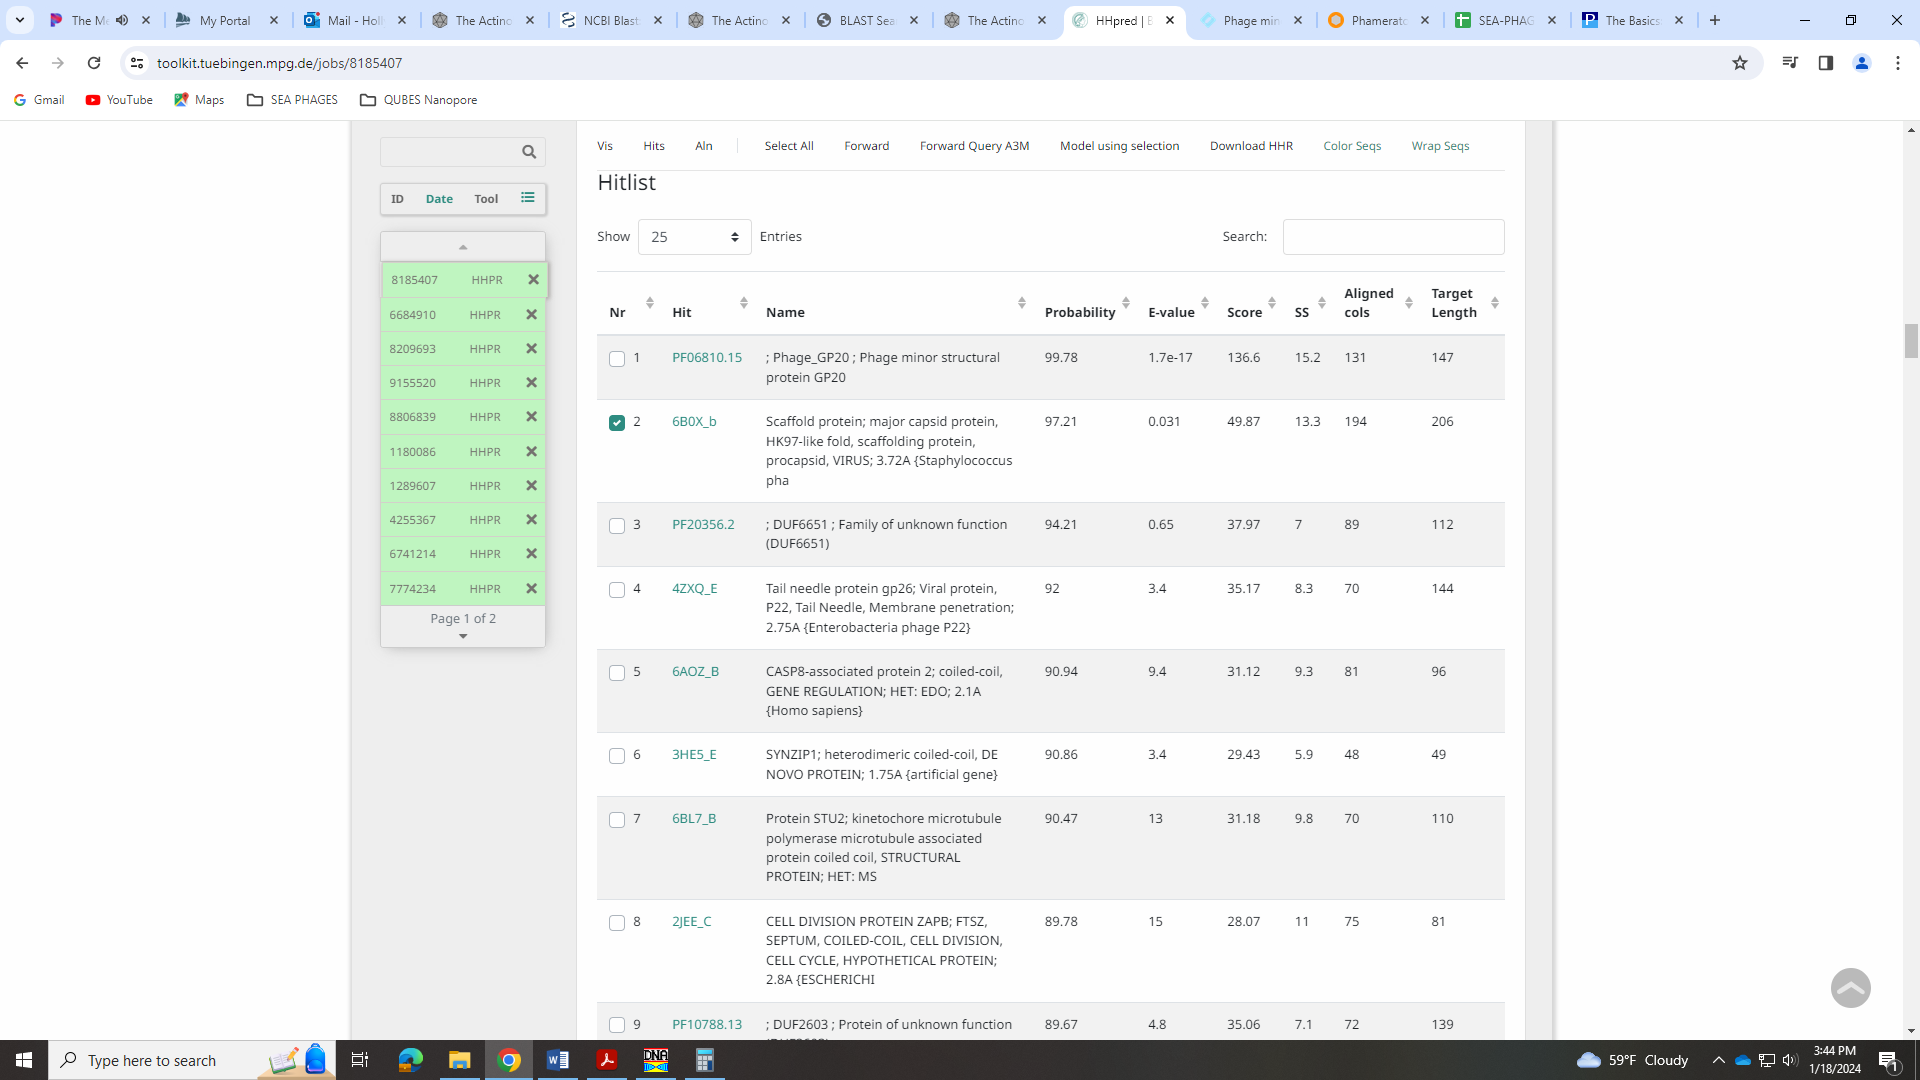 The Me
My Portal
Mail - Holl
The Actino
NCBI Blast
The Actino
BLAST Sea
The Actino
HHpred | B
Phage min
Phamerato
SEA-PHAG
The Basics
toolkit.tuebingen.mpg.de/jobs/8185407
Gmail
YouTube
Maps
SEA PHAGES
QUBES Nanopore
Vis Hits Aln Select All Forward Forward Query A3M Model using selection Download HHR Color Seqs Wrap Seqs
ID Date Tool
8185407 HHPR
6684910 HHPR
8209693 HHPR
9155520 HHPR
8806839 HHPR
1180086 HHPR
1289607 HHPR
4255367 HHPR
6741214 HHPR
7774234 HHPR
Page 1 of 2
Hitlist
Show 25 Entries Search:
Nr Hit Name Probability E-value Score SS Aligned cols Target Length
1 PF06810.15 ; Phage_GP20 ; Phage minor structural 99.78 1.7e-17 136.6 15.2 131 147
protein GP20
2 6B0X_b Scaffold protein; major capsid protein, 97.21 0.031 49.87 13.3 194 206
HK97-like fold, scaffolding protein,
procapsid, VIRUS; 3.72A {Staphylococcus
pha
3 PF20356.2 ; DUF6651 ; Family of unknown function 94.21 0.65 37.97 7 89 112
(DUF6651)
4 4ZXQ_E Tail needle protein gp26; Viral protein, 92 3.4 35.17 8.3 70 144
P22, Tail Needle, Membrane penetration;
2.75A {Enterobacteria phage P22}
5 6AOZ_B CASP8-associated protein 2; coiled-coil, 90.94 9.4 31.12 9.3 81 96
GENE REGULATION; HET: EDO; 2.1A
{Homo sapiens}
6 3HE5_E SYNZIP1; heterodimeric coiled-coil, DE 90.86 3.4 29.43 5.9 48 49
NOVO PROTEIN; 1.75A {artificial gene}
7 6BL7_B Protein STU2; kinetochore microtubule 90.47 13 31.18 9.8 70 110
polymerase microtubule associated
protein coiled coil, STRUCTURAL
PROTEIN; HET: MS
8 2JEE_C CELL DIVISION PROTEIN ZAPB; FTSZ, 89.78 15 28.07 11 75 81
SEPTUM, COILED-COIL, CELL DIVISION,
CELL CYCLE, HYPOTHETICAL PROTEIN;
2.8A {ESCHERICHI
9 PF10788.13 ; DUF2603 ; Protein of unknown function 89.67 4.8 35.06 7.1 72 139
Type here to search
DNA
59°F Cloudy
3:44 PM
1/18/2024
1